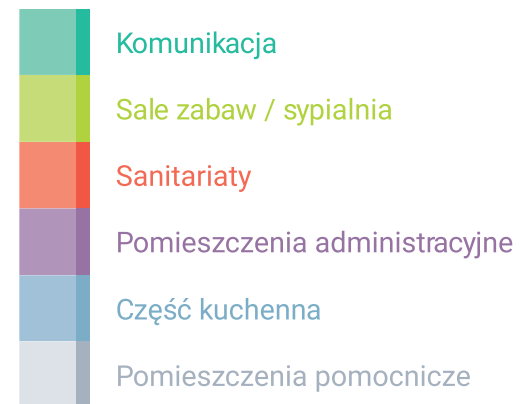 Komunikacja
Sale zabaw / sypialnia
Sanitariaty
Pomieszczenia administracyjne
Część kuchenna
Pomieszczenia pomocnicze